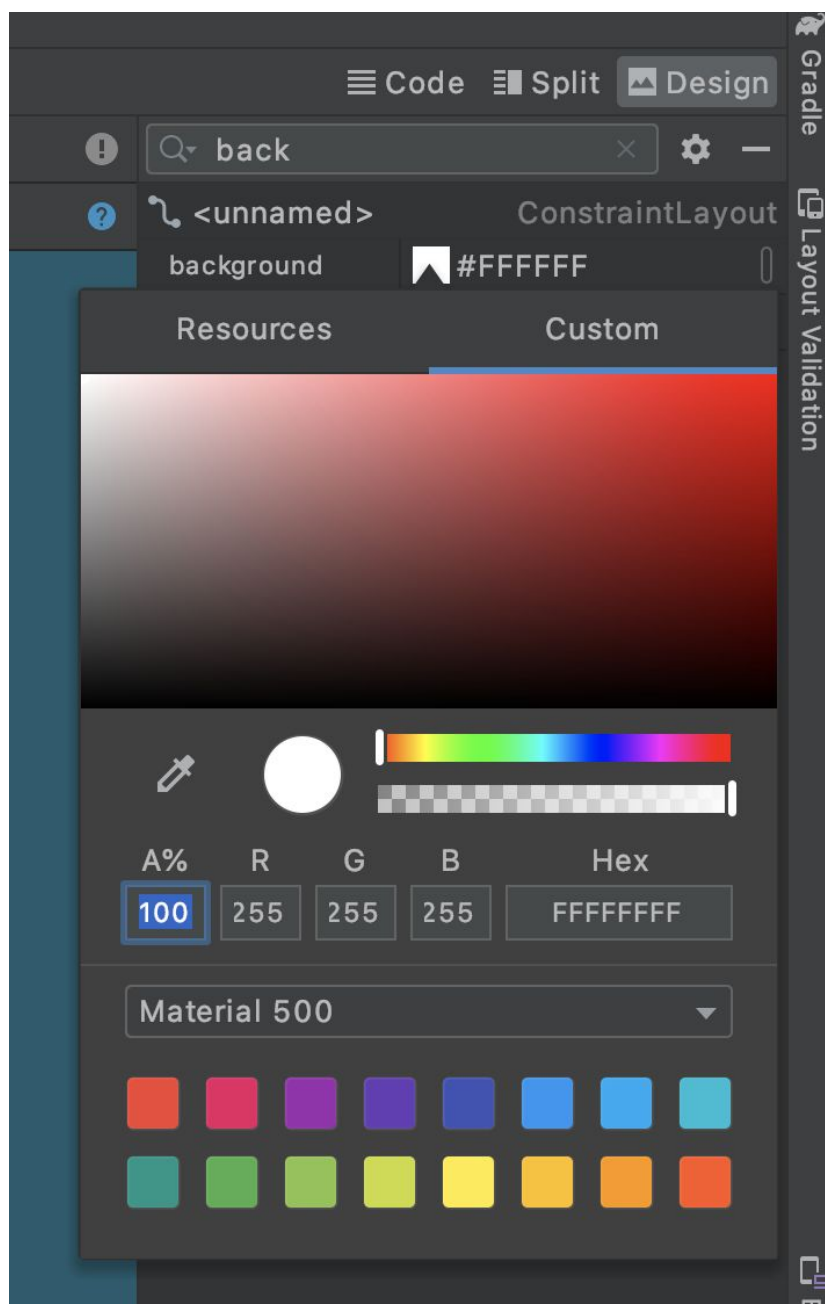 Code Split Design
back
<unnamed> ConstraintLayout
background #FFFFFF
Resources Custom
A% R G B Hex
100 255 255 255 FFFFFFFF
Material 500
Gradle
Layout Validation